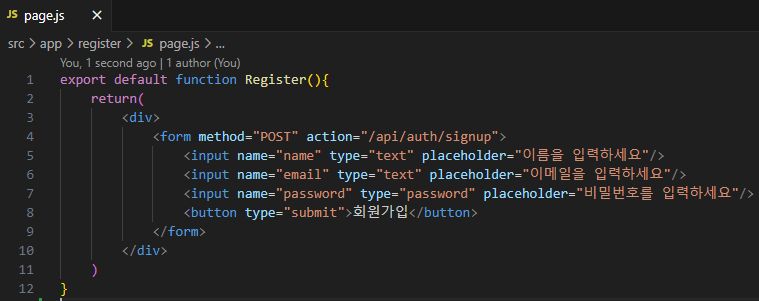 JS page.js ×
src > app > register > JS page.js > ...
You, 1 second ago | 1 author (You)
1 export default function Register(){
2 return(
3 <div>
4 <form method="POST" action="/api/auth/signup">
5 <input name="name" type="text" placeholder="이름을 입력하세요"/>
6 <input name="email" type="text" placeholder="이메일을 입력하세요"/>
7 <input name="password" type="password" placeholder="비밀번호를 입력하세요"/>
8 <button type="submit">회원가입</button>
9 </form>
10 </div>
11 )
12 }